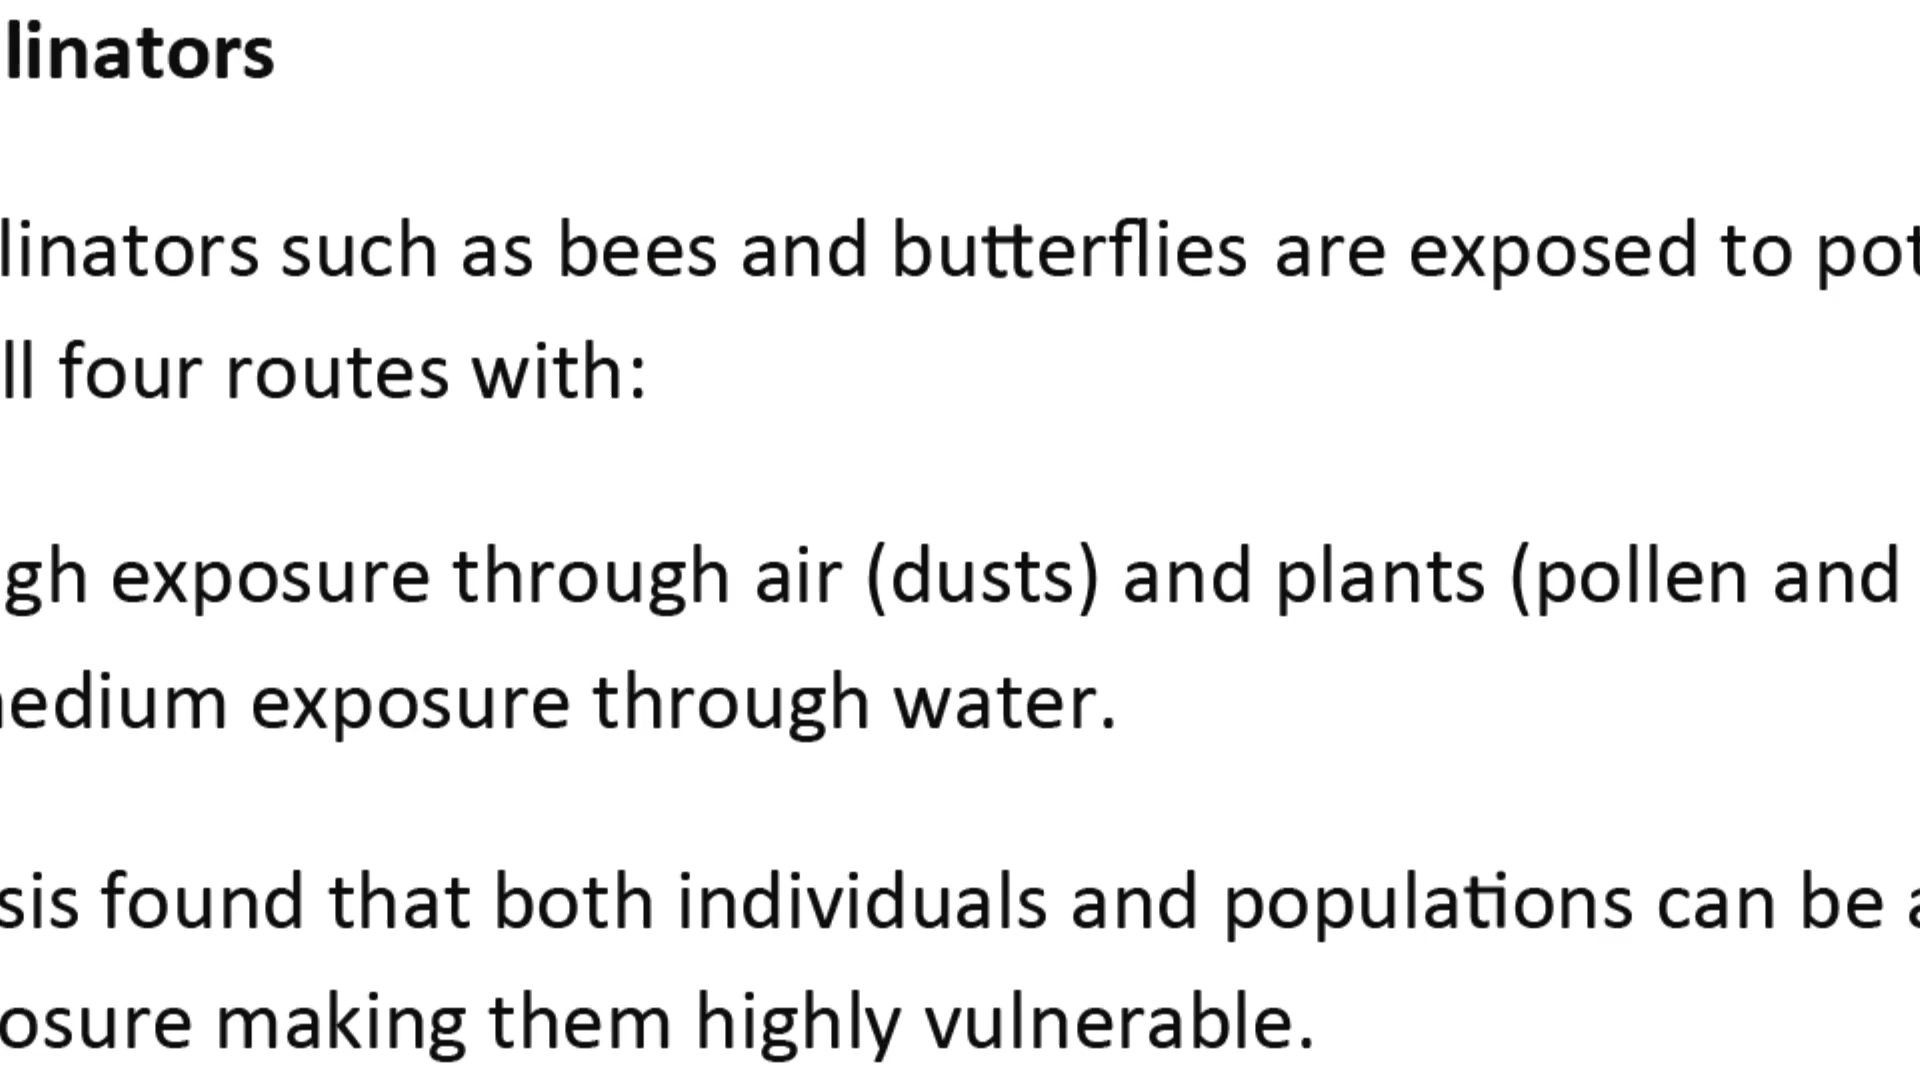 linators
linators such as bees and butterflies are exposed to pot
ll four routes with:
gh exposure through air (dusts) and plants (pollen and
edium exposure through water.
sis found that both individuals and populations can be a
osure making them highly vulnerable.